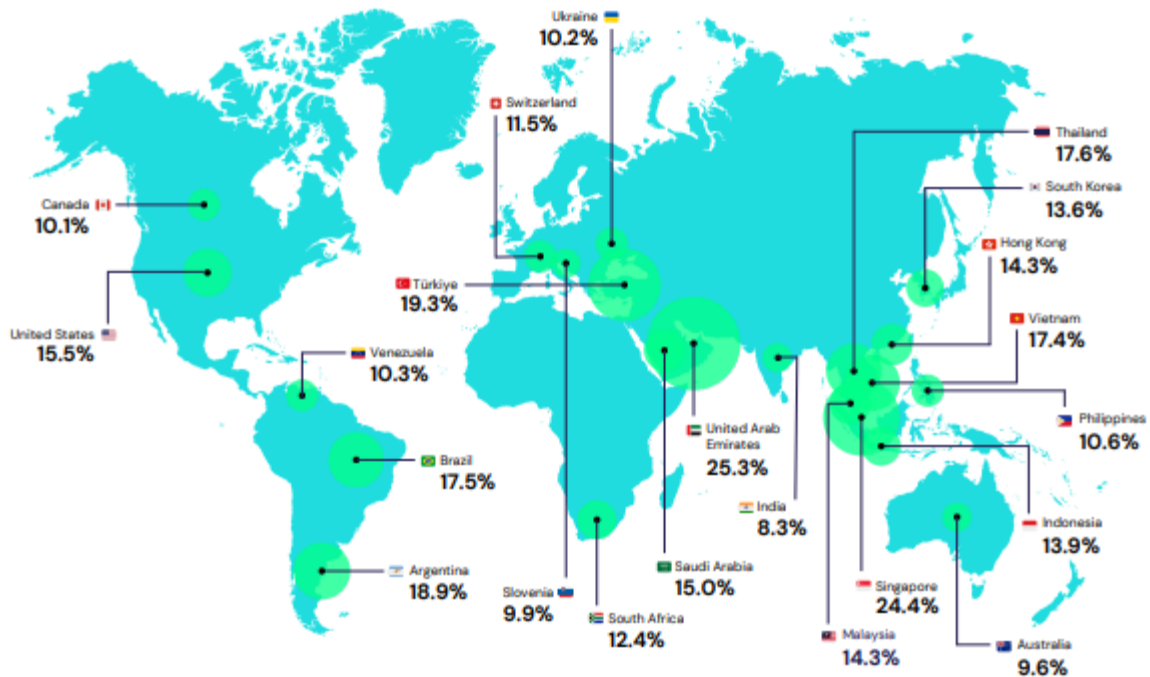 Ukraine
10.2%
Switzerland
11.5%
Thailand
17.6%
South Korea
13.6%
Canada
10.1%
Hong Kong
14.3%
Türkiye
19.3%
Vietnam
17.4%
United States
15.5%
Venezuela
10.3%
Philippines
10.6%
United Arab
Emirates
25.3%
Brazil
17.5%
India
8.3%
Indonesia
13.9%
Saudi Arabia
15.0%
Argentina
18.9%
Singapore
24.4%
Slovenia
9.9%
South Africa
12.4%
Malaysia
14.3%
Australia
9.6%